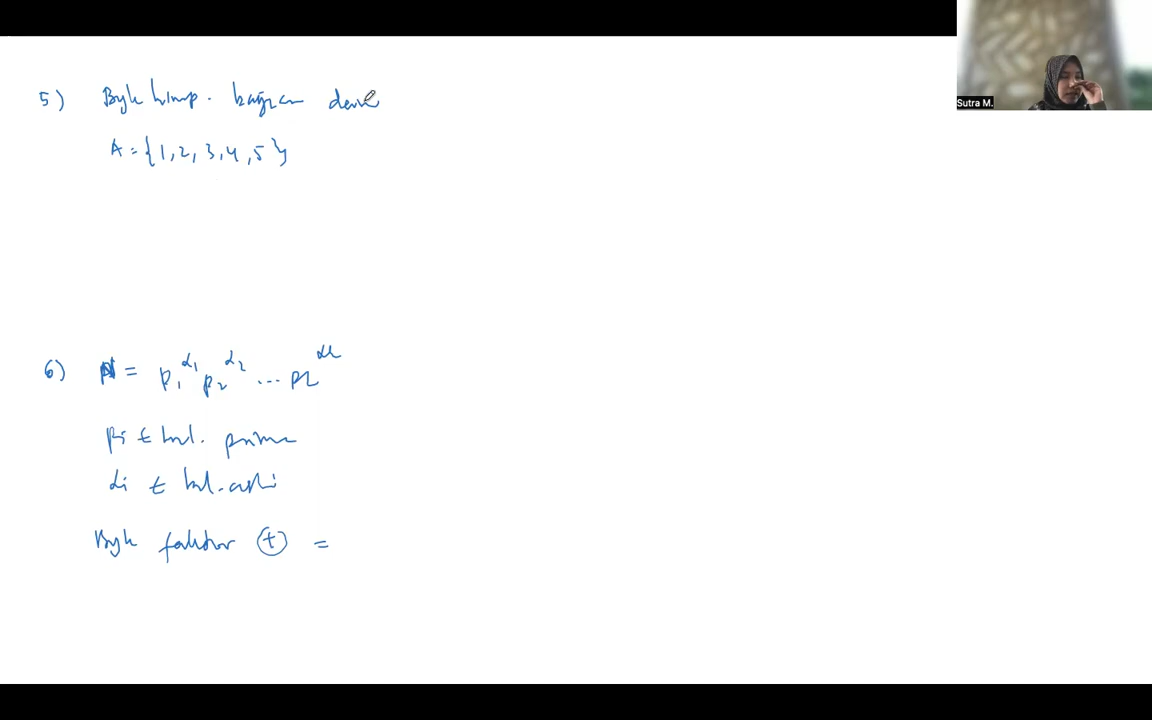 5) Byk himp. bagian dari
A = {1, 2, 3, 4, 5}
6) N = p₁^α₁ p₂^α₂ ... pₖ^αₖ
pi ∈ bil. prima
αi ∈ bil. asli
Byk faktor (+) =
Sutra M.